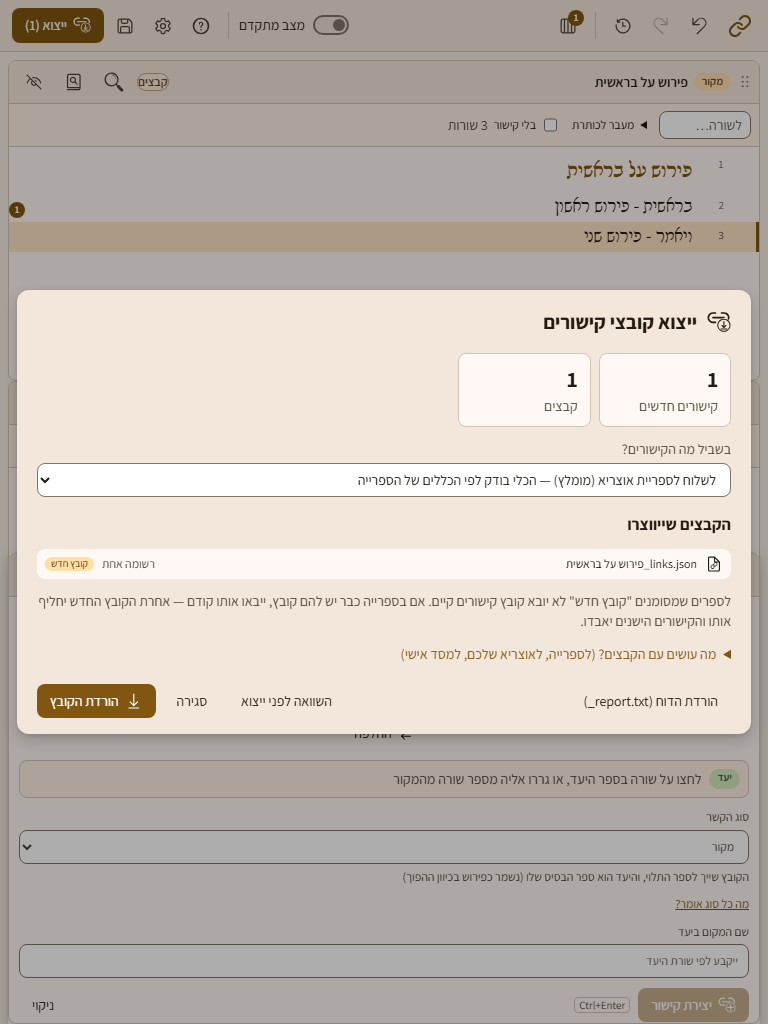 1
מצב מתקדם
ייצוא (1)
מקור
פירוש על בראשית
קבצים
לשורה...
מעבר לכותרת
בלי קישור
3 שורות
1 פירוש על בראשית
2 בראשית - פירוש ראשון
1
3 ויאמר - פירוש שני
ייצוא קובצי קישורים
1
קישורים חדשים
1
קבצים
בשביל מה הקישורים?
לשלוח לספריית אוצריא (מומלץ) — הכלי בודק לפי הכללים של הספרייה
הקבצים שייווצרו
פירוש על בראשית_links.json
רשומה אחת
קובץ חדש
לספרים שמסומנים "קובץ חדש" לא יובא קובץ קישורים קיים. אם בספרייה כבר יש להם קובץ, ייבאו אותו קודם — אחרת הקובץ החדש יחליף
אותו והקישורים הישנים יאבדו.
מה עושים עם הקבצים? (לספרייה, לאוצריא שלכם, למסד אישי)
הורדת הדוח (_report.txt)
השוואה לפני ייצוא
סגירה
הורדת הקובץ
יעד
לחצו על שורה בספר היעד, או גררו אליה מספר שורה מהמקור
סוג הקשר
מקור
הקובץ שייך לספר התלוי, והיעד הוא ספר הבסיס שלו (נשמר כפירוש בכיוון ההפוך)
מה כל סוג אומר?
שם המקום ביעד
ייקבע לפי שורת היעד
יצירת קישור
Ctrl+Enter
ניקוי